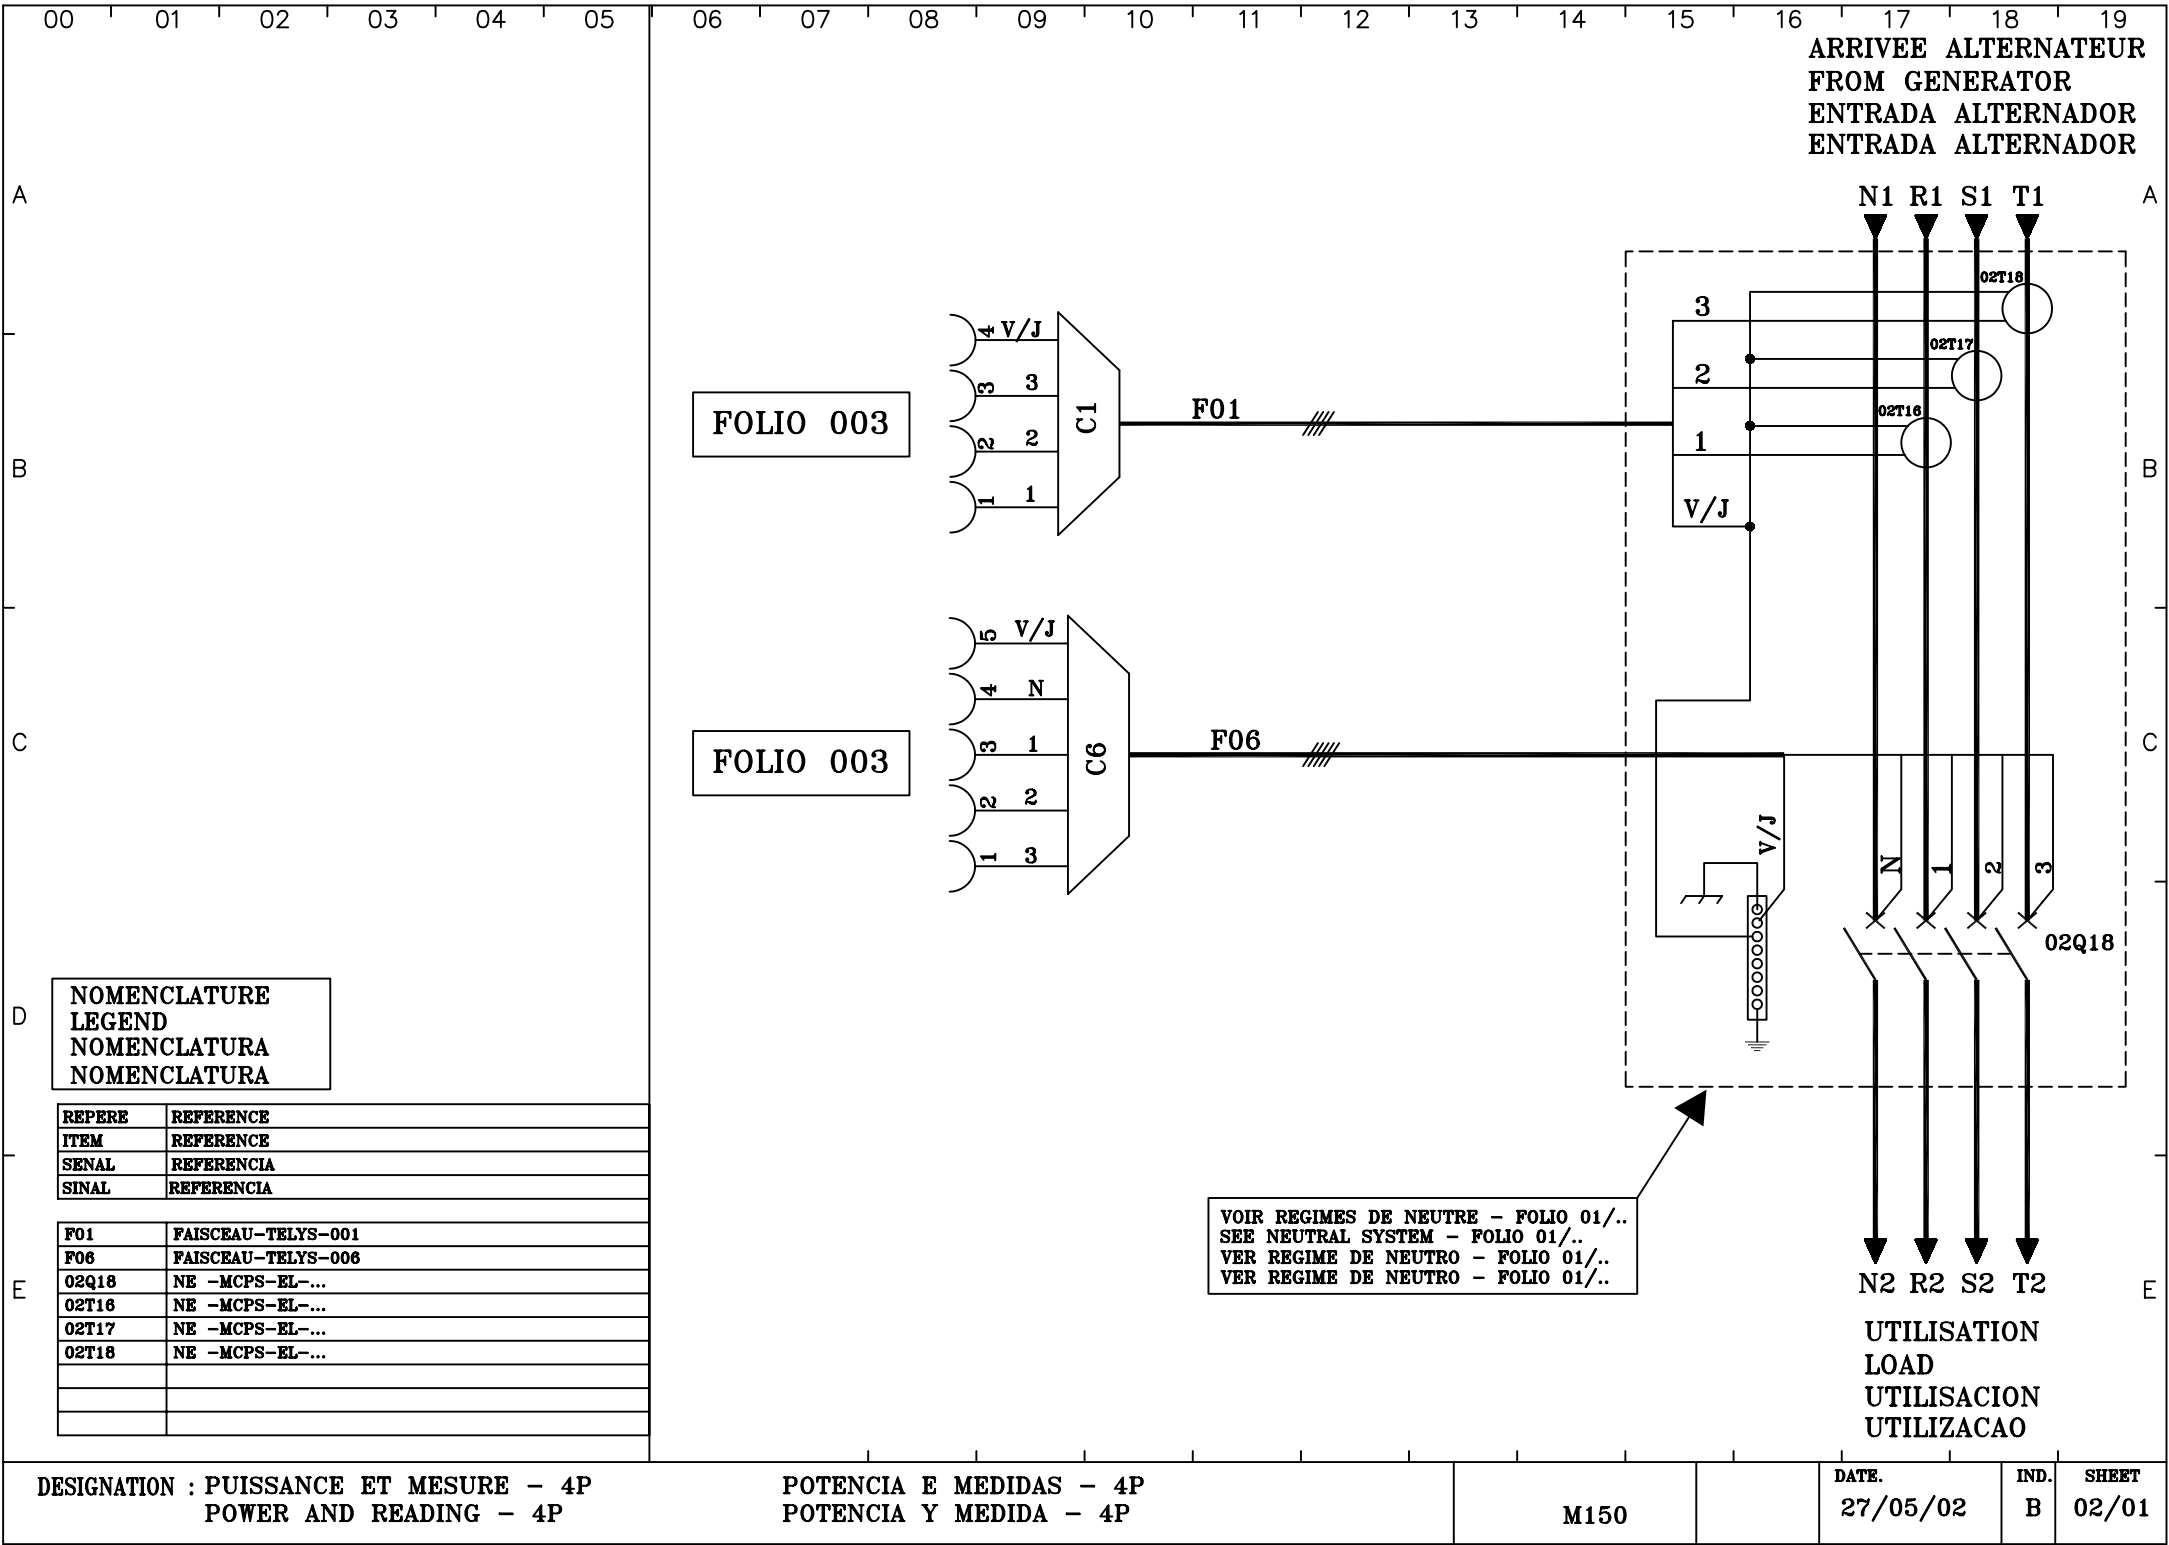 00 01 02 03 04 05 06 07 08 09 10 11 12 13 14 15 16 17 18 19
ARRIVEE ALTERNATEUR
FROM GENERATOR
ENTRADA ALTERNADOR
ENTRADA ALTERNADOR
A
A
N1 R1 S1 T1
02T18
3
02T17
2
02T16
1
V/J
4 V/J
3 3
2 2
1 1
C1
F01
FOLIO 003
B
B
5 V/J
4 N
3 1
2 2
1 3
C6
F06
FOLIO 003
C
C
V/J
N 1 2 3
02Q18
D
NOMENCLATURE
LEGEND
NOMENCLATURA
NOMENCLATURA
REPERE REFERENCE
ITEM REFERENCE
SENAL REFERENCIA
SINAL REFERENCIA
F01 FAISCEAU-TELYS-001
F06 FAISCEAU-TELYS-006
02Q18 NE -MCPS-EL-...
02T16 NE -MCPS-EL-...
02T17 NE -MCPS-EL-...
02T18 NE -MCPS-EL-...
VOIR REGIMES DE NEUTRE - FOLIO 01/..
SEE NEUTRAL SYSTEM - FOLIO 01/..
VER REGIME DE NEUTRO - FOLIO 01/..
VER REGIME DE NEUTRO - FOLIO 01/..
E
E
N2 R2 S2 T2
UTILISATION
LOAD
UTILISACION
UTILIZACAO
DESIGNATION : PUISSANCE ET MESURE - 4P
POWER AND READING - 4P
POTENCIA E MEDIDAS - 4P
POTENCIA Y MEDIDA - 4P
M150
DATE.
27/05/02
IND.
B
SHEET
02/01